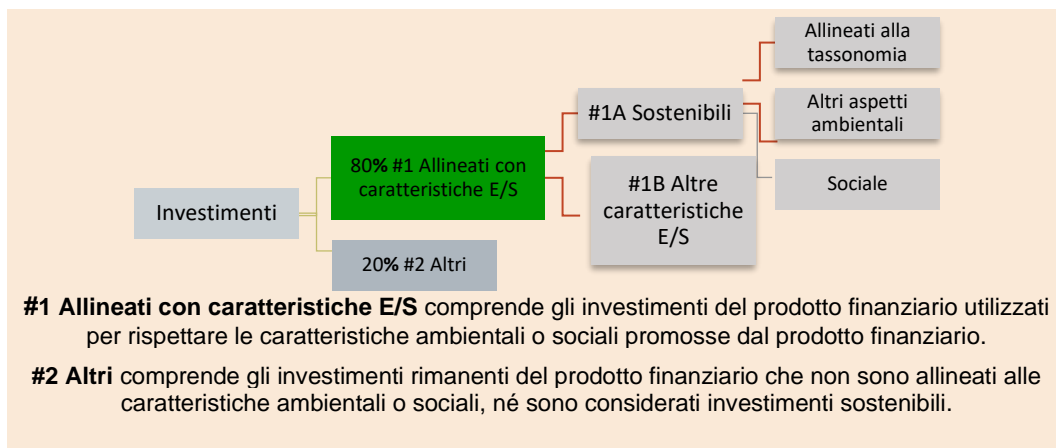 Allineati alla
tassonomia
#1A Sostenibili
Altri aspetti
ambientali
80% #1 Allineati con
caratteristiche E/S
#1B Altre
caratteristiche
E/S
Sociale
Investimenti
20% #2 Altri
#1 Allineati con caratteristiche E/S comprende gli investimenti del prodotto finanziario utilizzati
per rispettare le caratteristiche ambientali o sociali promosse dal prodotto finanziario.
#2 Altri comprende gli investimenti rimanenti del prodotto finanziario che non sono allineati alle
caratteristiche ambientali o sociali, né sono considerati investimenti sostenibili.